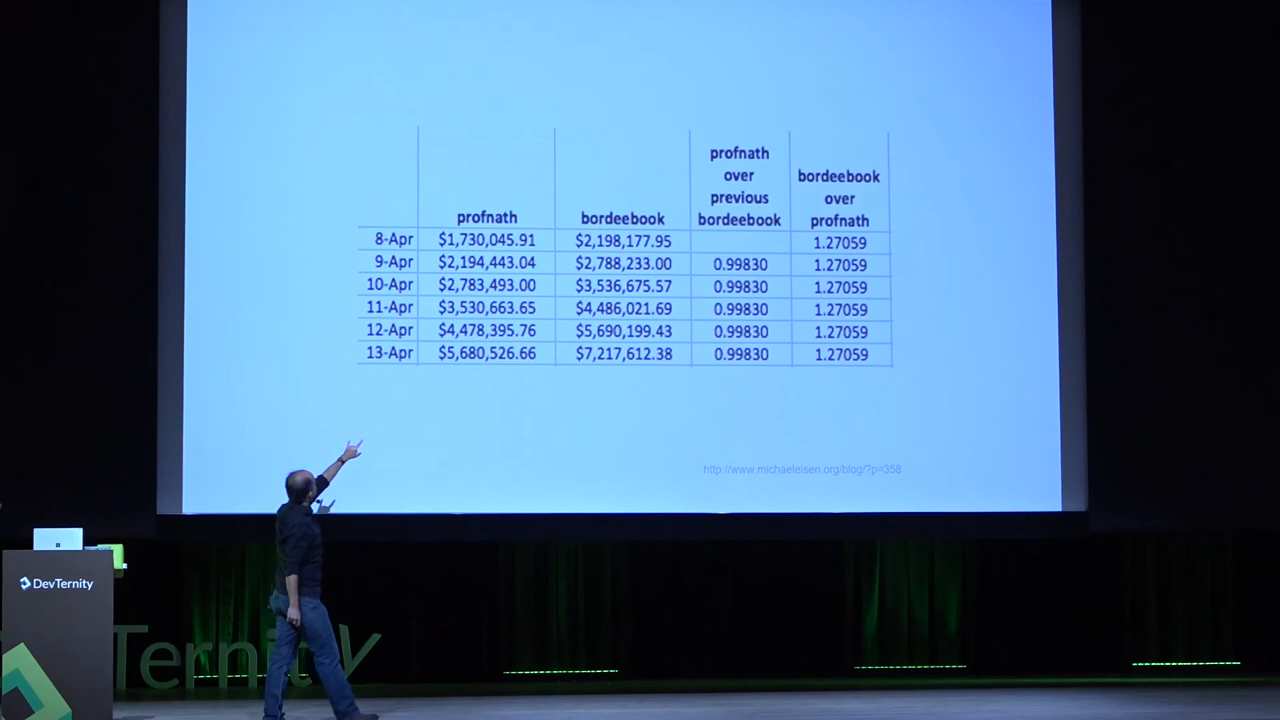 profnath
over
previous
bordeebook
bordeebook
over
profnath
profnath bordeebook
8-Apr $1,730,045.91 $2,198,177.95 1.27059
9-Apr $2,194,443.04 $2,788,233.00 0.99830 1.27059
10-Apr $2,783,493.00 $3,536,675.57 0.99830 1.27059
11-Apr $3,530,663.65 $4,486,021.69 0.99830 1.27059
12-Apr $4,478,395.76 $5,690,199.43 0.99830 1.27059
13-Apr $5,680,526.66 $7,217,612.38 0.99830 1.27059
http://www.michaeleisen.org/blog/?p=358
DevTernity
Ternity